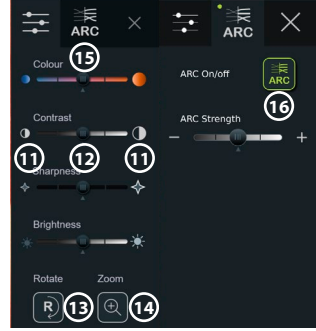 ARC
ARC
15
Colour
ARC On/off
ARC
16
Contrast
ARC Strength
11
12
11
Sharpness
Brightness
Rotate
Zoom
R
13
14